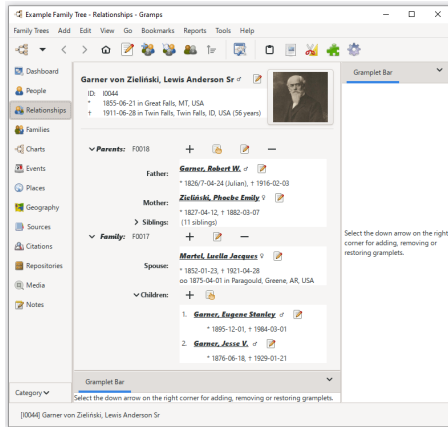 Example Family Tree - Relationships - Gramps
Family Trees Add Edit View Go Bookmarks Reports Tools Help
Dashboard
People
Relationships
Families
Charts
Events
Places
Geography
Sources
Citations
Repositories
Media
Notes
Category
Garner von Zieliński, Lewis Anderson Sr ♂
ID: I0044
* 1855-06-21 in Great Falls, MT, USA
† 1911-06-28 in Twin Falls, Twin Falls, ID, USA (56 years)
Parents: F0018
Father: Garner, Robert W. ♂
* 1826/7-04-24 (Julian), † 1916-02-03
Mother: Zieliński, Phoebe Emily ♀
* 1827-04-12, † 1882-03-07
Siblings: (11 siblings)
Family: F0017
Spouse: Martel, Luella Jacques ♀
* 1852-01-23, † 1921-04-28
oo 1875-04-01 in Paragould, Greene, AR, USA
Children:
1. Garner, Eugene Stanley ♂
* 1895-12-01, † 1984-03-01
2. Garner, Jesse V. ♂
* 1876-06-18, † 1929-01-21
Gramplet Bar
Select the down arrow on the right corner for adding, removing or restoring gramplets.
Gramplet Bar
Select the down arrow on the right
corner for adding, removing or
restoring gramplets.
[I0044] Garner von Zieliński, Lewis Anderson Sr